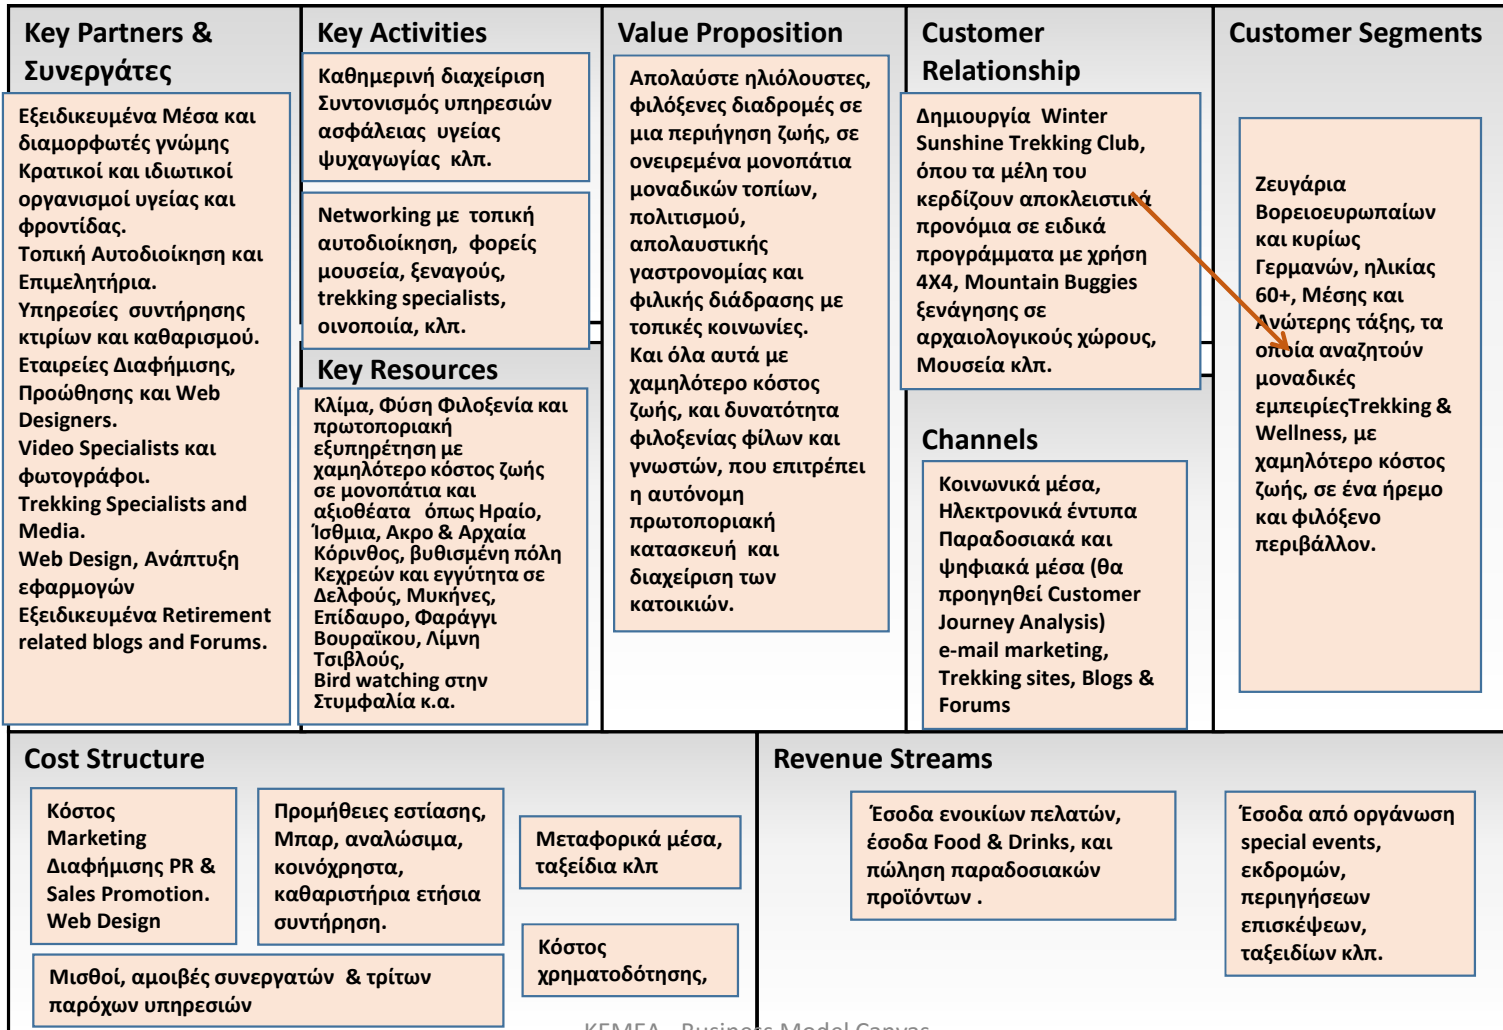 Key Partners &
Συνεργάτες
Εξειδικευμένα Μέσα και
διαμορφωτές γνώμης
Κρατικοί και ιδιωτικοί
οργανισμοί υγείας και
φροντίδας.
Τοπική Αυτοδιοίκηση και
Επιμελητήρια.
Υπηρεσίες συντήρησης
κτιρίων και καθαρισμού.
Εταιρείες Διαφήμισης,
Προώθησης και Web
Designers.
Video Specialists και
φωτογράφοι.
Trekking Specialists and
Media.
Web Design, Ανάπτυξη
εφαρμογών
Εξειδικευμένα Retirement
related blogs and Forums.
Key Activities
Καθημερινή διαχείριση
Συντονισμός υπηρεσιών
ασφάλειας υγείας
ψυχαγωγίας κλπ.
Networking με τοπική
αυτοδιοίκηση, φορείς
μουσεία, ξεναγούς,
trekking specialists,
οινοποιία, κλπ.
Key Resources
Κλίμα, Φύση Φιλοξενία και
πρωτοποριακή
εξυπηρέτηση με
χαμηλότερο κόστος ζωής
σε μονοπάτια και
αξιοθέατα όπως Ηραίο,
Ίσθμια, Ακρο & Αρχαία
Κόρινθος, βυθισμένη πόλη
Κεχρεών και εγγύτητα σε
Δελφούς, Μυκήνες,
Επίδαυρο, Φαράγγι
Βουραϊκου, Λίμνη
Τσιβλούς,
Bird watching στην
Στυμφαλία κ.α.
Value Proposition
Απολαύστε ηλιόλουστες,
φιλόξενες διαδρομές σε
μια περιήγηση ζωής, σε
ονειρεμένα μονοπάτια
μοναδικών τοπίων,
πολιτισμού,
απολαυστικής
γαστρονομίας και
φιλικής διάδρασης με
τοπικές κοινωνίες.
Και όλα αυτά με
χαμηλότερο κόστος
ζωής, και δυνατότητα
φιλοξενίας φίλων και
γνωστών, που επιτρέπει
η αυτόνομη
πρωτοποριακή
κατασκευή και
διαχείριση των
κατοικιών.
Customer
Relationship
Δημιουργία Winter
Sunshine Trekking Club,
όπου τα μέλη του
κερδίζουν αποκλειστικά
προνόμια σε ειδικά
προγράμματα με χρήση
4Χ4, Mountain Buggies
ξενάγησης σε
αρχαιολογικούς χώρους,
Μουσεία κλπ.
Channels
Κοινωνικά μέσα,
Ηλεκτρονικά έντυπα
Παραδοσιακά και
ψηφιακά μέσα (θα
προηγηθεί Customer
Journey Analysis)
e-mail marketing,
Trekking sites, Blogs &
Forums
Customer Segments
Ζευγάρια
Βορειοευρωπαίων
και κυρίως
Γερμανών, ηλικίας
60+, Μέσης και
Ανώτερης τάξης, τα
οποία αναζητούν
μοναδικές
εμπειρίεςTrekking &
Wellness, με
χαμηλότερο κόστος
ζωής, σε ένα ήρεμο
και φιλόξενο
περιβάλλον.
Cost Structure
Κόστος
Marketing
Διαφήμισης PR &
Sales Promotion.
Web Design
Προμήθειες εστίασης,
Μπαρ, αναλώσιμα,
κοινόχρηστα,
καθαριστήρια ετήσια
συντήρηση.
Μεταφορικά μέσα,
ταξείδια κλπ
Κόστος
χρηματοδότησης,
Μισθοί, αμοιβές συνεργατών & τρίτων
παρόχων υπηρεσιών
Revenue Streams
Έσοδα ενοικίων πελατών,
έσοδα Food & Drinks, και
πώληση παραδοσιακών
προϊόντων .
Έσοδα από οργάνωση
special events,
εκδρομών,
περιηγήσεων
επισκέψεων,
ταξειδίων κλπ.
KEMEA - Business Model Canvas